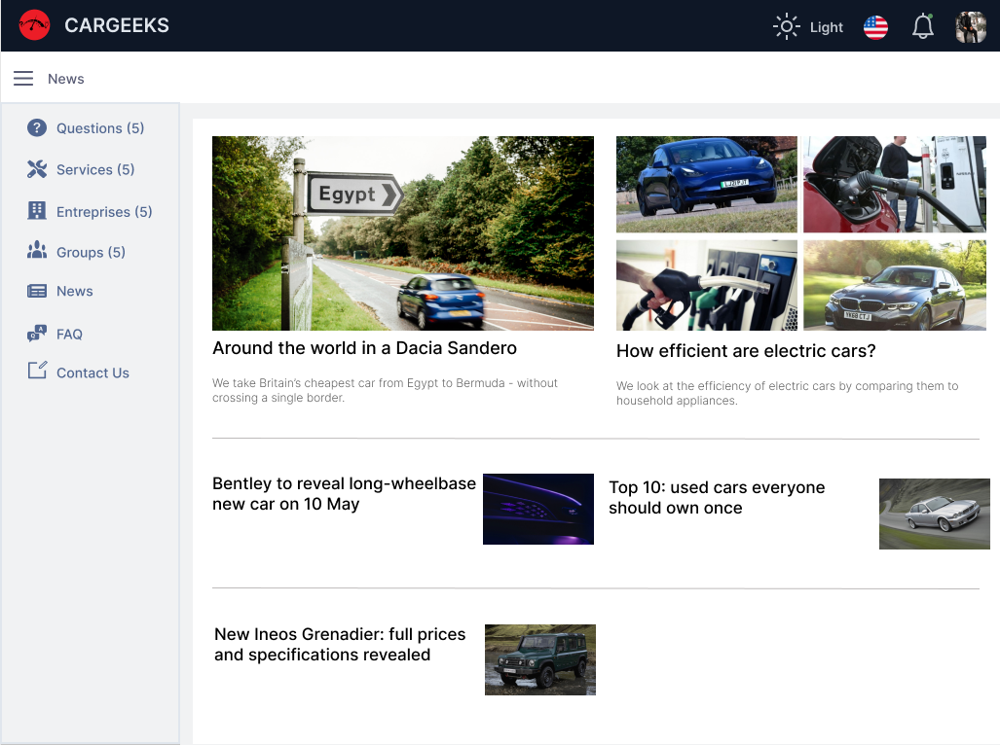 CARGEEKS
Light
News
Questions (5)
Services (5)
Entreprises (5)
Groups (5)
News
FAQ
Contact Us
Egypt
LJ21 PJT
YK68 CTJ
Around the world in a Dacia Sandero
We take Britain's cheapest car from Egypt to Bermuda - without
crossing a single border.
How efficient are electric cars?
We look at the efficiency of electric cars by comparing them to
household appliances.
Bentley to reveal long-wheelbase
new car on 10 May
Top 10: used cars everyone
should own once
New Ineos Grenadier: full prices
and specifications revealed